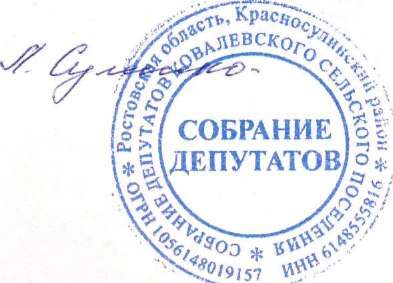 Ростовская область, Красносулинский район *
ОГРН 1056148019157 ИНН 6148555816
* СОБРАНИЕ ДЕПУТАТОВ КОВАЛЕВСКОГО СЕЛЬСКОГО ПОСЕЛЕНИЯ
СОБРАНИЕ
ДЕПУТАТОВ